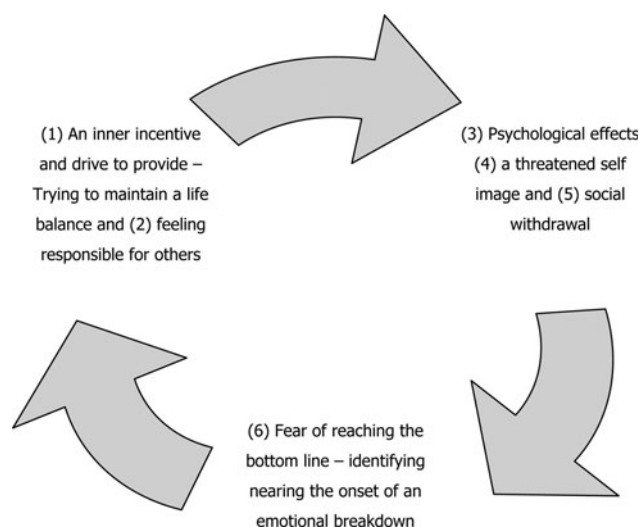 (1) An inner incentive
and drive to provide –
Trying to maintain a life
balance and (2) feeling
responsible for others
(3) Psychological effects
(4) a threatened self
image and (5) social
withdrawal
(6) Fear of reaching the
bottom line – identifying
nearing the onset of an
emotional breakdown